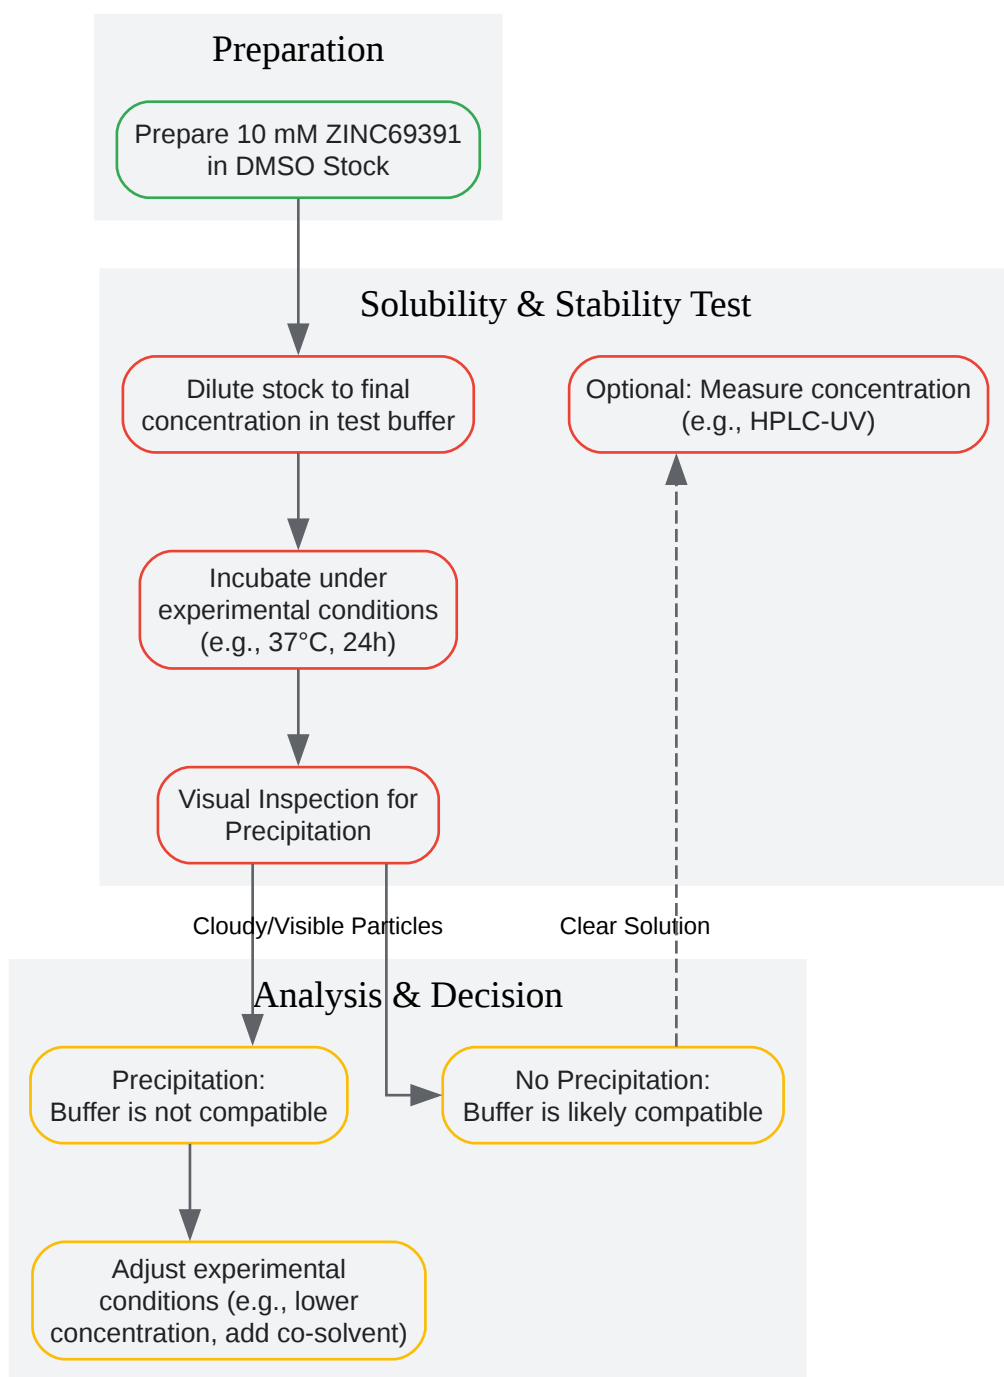 Preparation
Prepare 10 mM ZINC69391
in DMSO Stock
Solubility & Stability Test
Dilute stock to final
concentration in test buffer
Optional: Measure concentration
(e.g., HPLC-UV)
Incubate under
experimental conditions
(e.g., 37°C, 24h)
Visual Inspection for
Precipitation
Cloudy/Visible Particles
Clear Solution
Analysis & Decision
Precipitation:
Buffer is not compatible
No Precipitation:
Buffer is likely compatible
Adjust experimental
conditions (e.g., lower
concentration, add co-solvent)